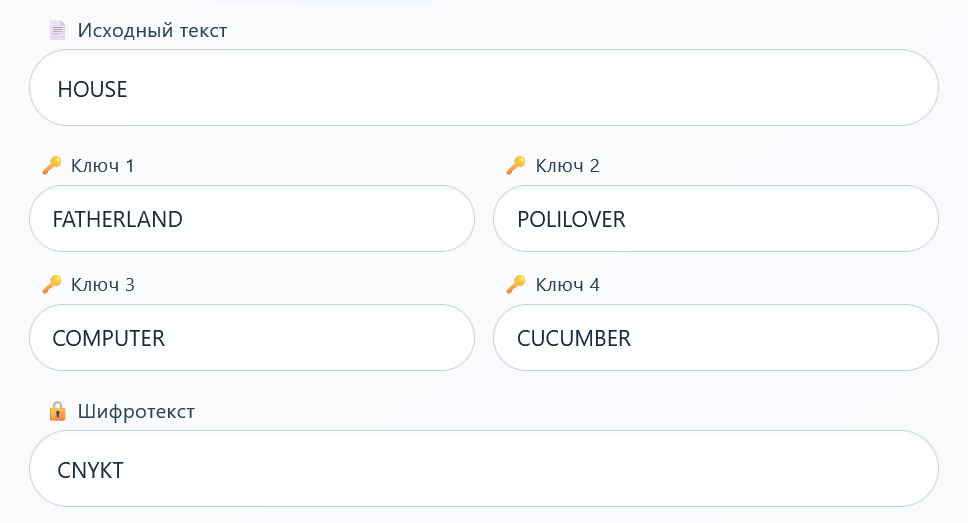 Исходный текст
HOUSE
Ключ 1
Ключ 2
FATHERLAND
POLILOVER
Ключ 3
Ключ 4
COMPUTER
CUCUMBER
Шифротекст
CNYKT